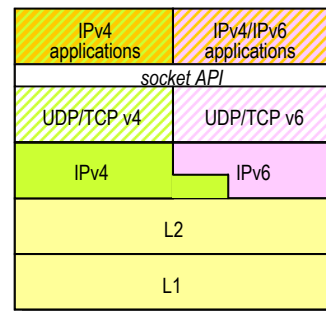 IPv4
applications
IPv4/IPv6
applications
socket API
UDP/TCP v4
UDP/TCP v6
IPv4
IPv6
L2
L1